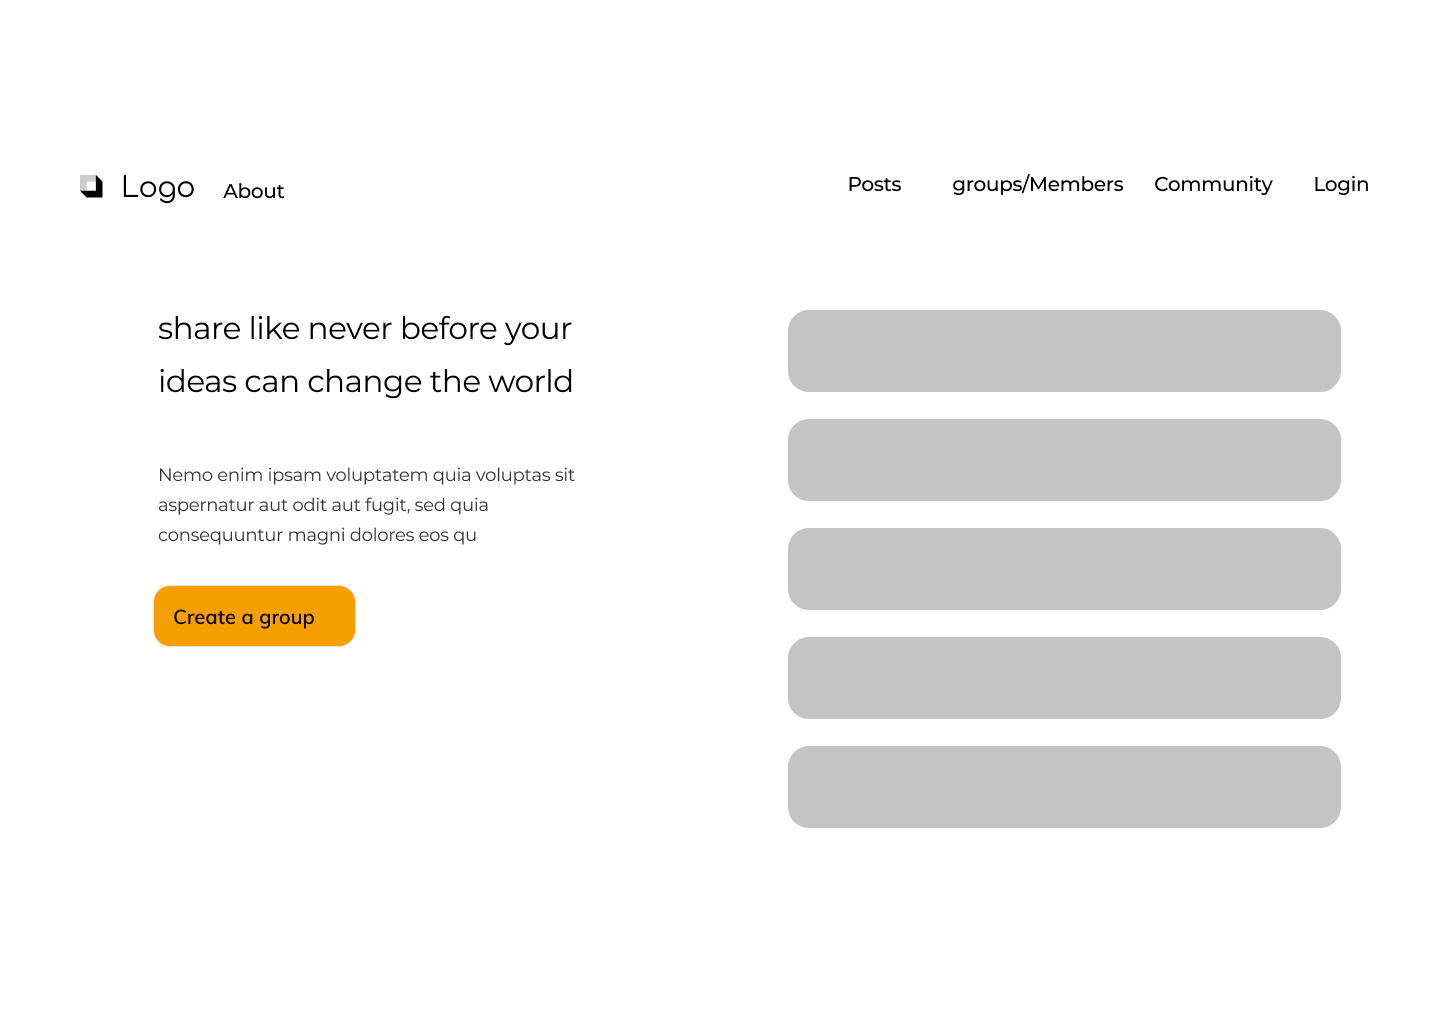 Logo
About
Posts
groups/Members
Community
Login
share like never before your
ideas can change the world
Nemo enim ipsam voluptatem quia voluptas sit
aspernatur aut odit aut fugit, sed quia
consequuntur magni dolores eos qu
Create a group